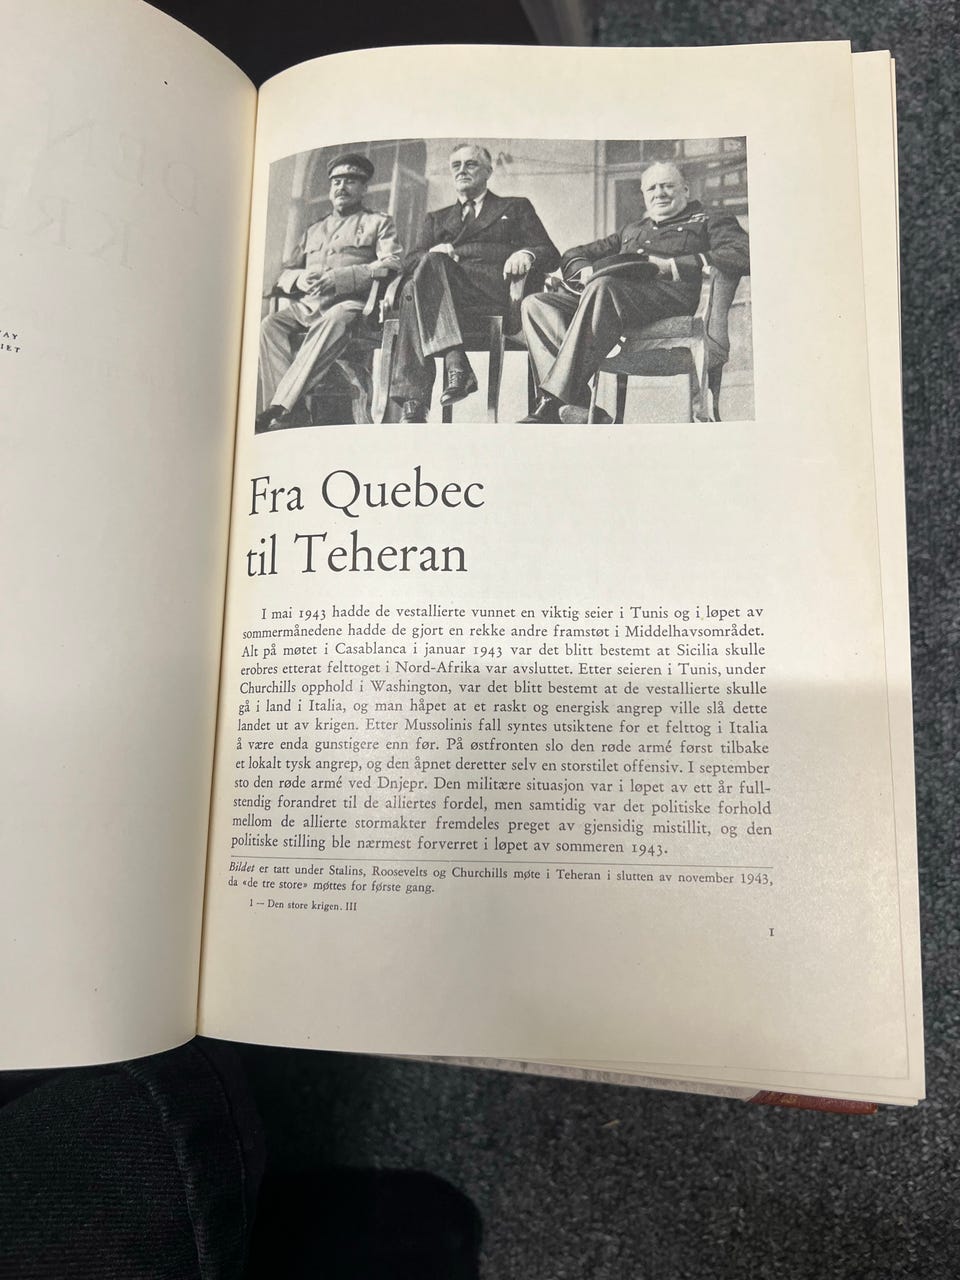 Fra Quebec
til Teheran
I mai 1943 hadde de vestallierte vunnet en viktig seier i Tunis og i løpet av
sommermånedene hadde de gjort en rekke andre framstøt i Middelhavsområdet.
Alt på møtet i Casablanca i januar 1943 var det blitt bestemt at Sicilia skulle
erobres etterat felttoget i Nord-Afrika var avsluttet. Etter seieren i Tunis, under
Churchills opphold i Washington, var det blitt bestemt at de vestallierte skulle
gå i land i Italia, og man håpet at et raskt og energisk angrep ville slå dette
landet ut av krigen. Etter Mussolinis fall syntes utsiktene for et felttog i Italia
å være enda gunstigere enn før. På østfronten slo den røde armé først tilbake
et lokalt tysk angrep, og den åpnet deretter selv en storstilet offensiv. I september
sto den røde armé ved Dnjepr. Den militære situasjon var i løpet av ett år full-
stendig forandret til de alliertes fordel, men samtidig var det politiske forhold
mellom de allierte stormakter fremdeles preget av gjensidig mistillit, og den
politiske stilling ble nærmest forverret i løpet av sommeren 1943.
Bildet er tatt under Stalins, Roosevelts og Churchills møte i Teheran i slutten av november 1943,
da «de tre store» møttes for første gang.
1 — Den store krigen. III
1